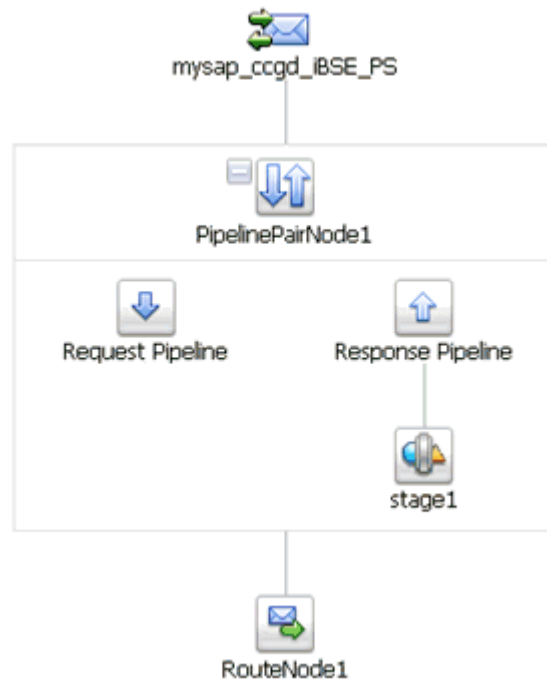 mysap_ccgd_iBSE_PS
PipelinePairNode1
Request Pipeline
Response Pipeline
stage1
RouteNode1